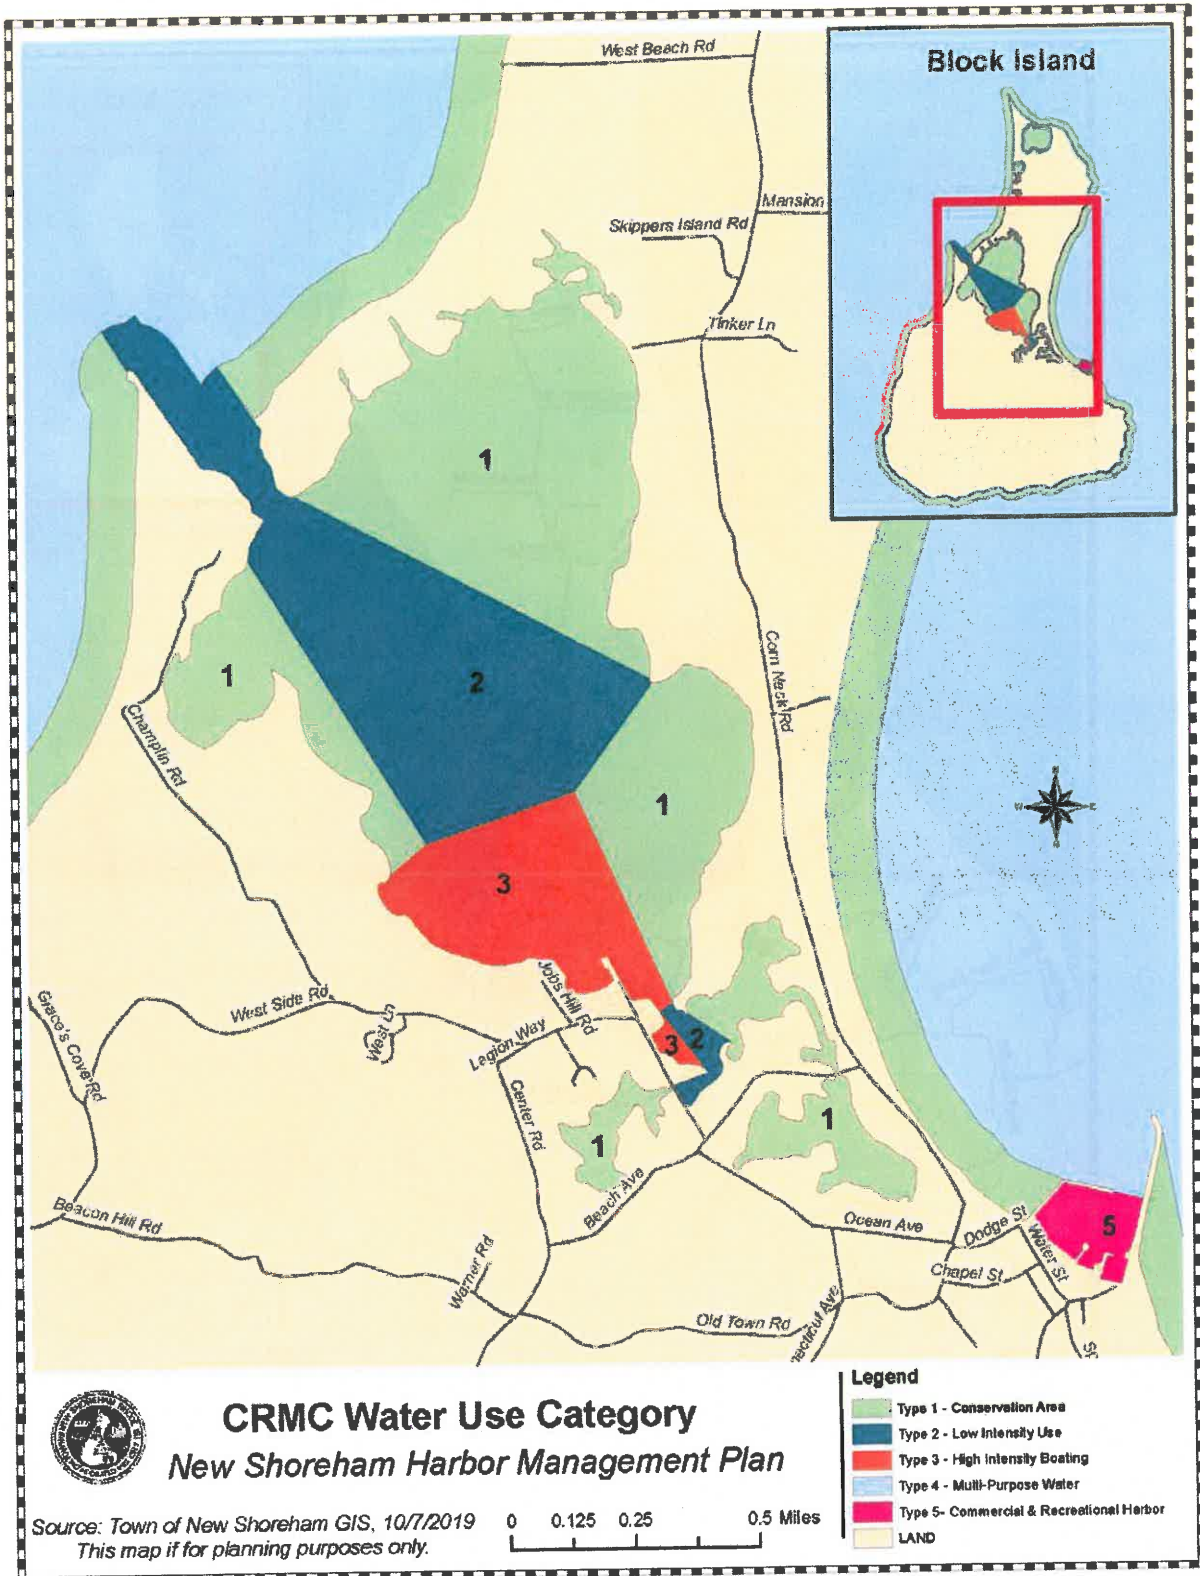 Block Island
West Beach Rd
Mansion
Skippers Island Rd
Tinker Ln
1
Corn Neck Rd
1
2
Champlin Rd
1
3
N
W
E
S
Jobs Hill Rd
West Side Rd
West Ln
Grace's Cove Rd
Legion Way
3
2
Center Rd
1
1
Beach Ave
Beacon Hill Rd
Ocean Ave
Dodge St
5
Water St
Chapel St
Warner Rd
Old Town Rd
necticut Ave
St
CRMC Water Use Category
New Shoreham Harbor Management Plan
Source: Town of New Shoreham GIS, 10/7/2019
This map if for planning purposes only.
0 0.125 0.25 0.5 Miles
Legend
Type 1 - Conservation Area
Type 2 - Low Intensity Use
Type 3 - High Intensity Boating
Type 4 - Multi-Purpose Water
Type 5- Commercial & Recreational Harbor
LAND